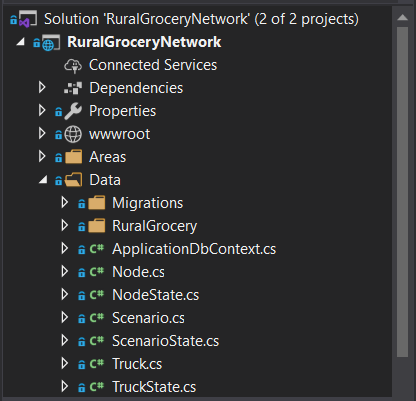 Solution 'RuralGroceryNetwork' (2 of 2 projects)
RuralGroceryNetwork
Connected Services
Dependencies
Properties
wwwroot
Areas
Data
Migrations
RuralGrocery
C# ApplicationDbContext.cs
C# Node.cs
C# NodeState.cs
C# Scenario.cs
C# ScenarioState.cs
C# Truck.cs
C# TruckState.cs